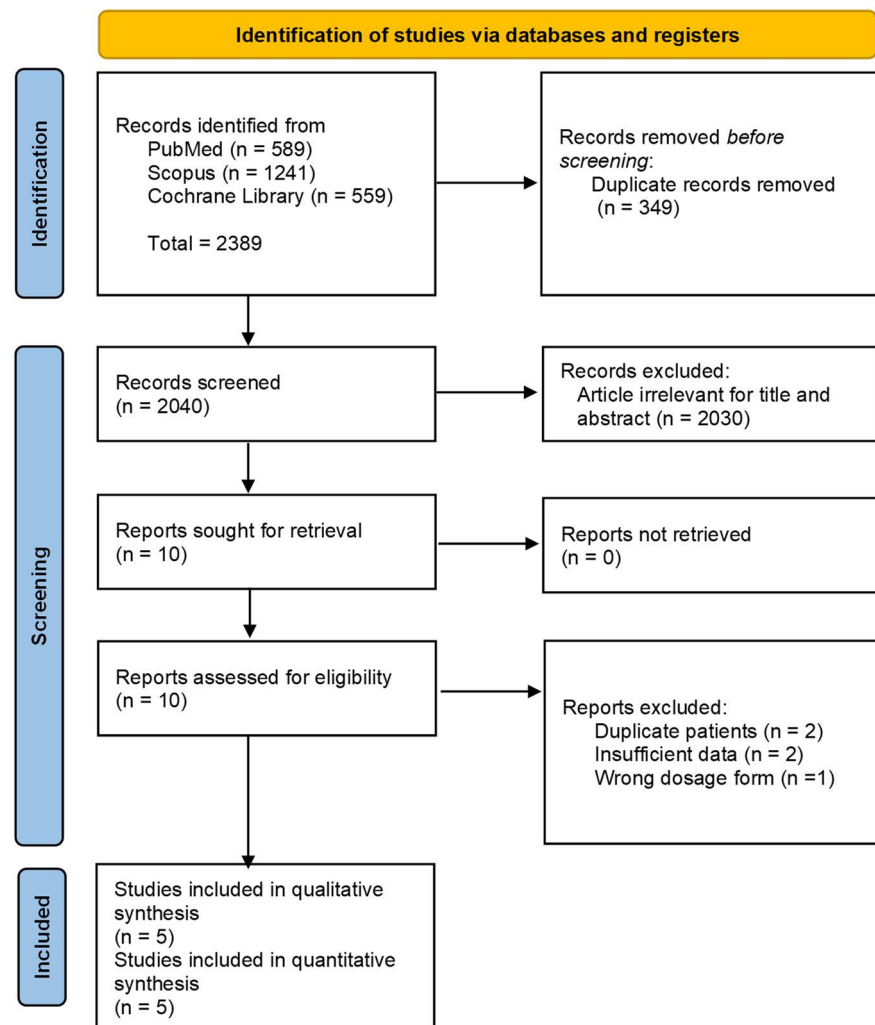 Identification of studies via databases and registers
Identification
Records identified from
PubMed (n = 589)
Scopus (n = 1241)
Cochrane Library (n = 559)
Total = 2389
Records removed before
screening:
Duplicate records removed
(n = 349)
Screening
Records screened
(n = 2040)
Records excluded:
Article irrelevant for title and
abstract (n = 2030)
Reports sought for retrieval
(n = 10)
Reports not retrieved
(n = 0)
Reports assessed for eligibility
(n = 10)
Reports excluded:
Duplicate patients (n = 2)
Insufficient data (n = 2)
Wrong dosage form (n =1)
Included
Studies included in qualitative
synthesis
(n = 5)
Studies included in quantitative
synthesis
(n = 5)